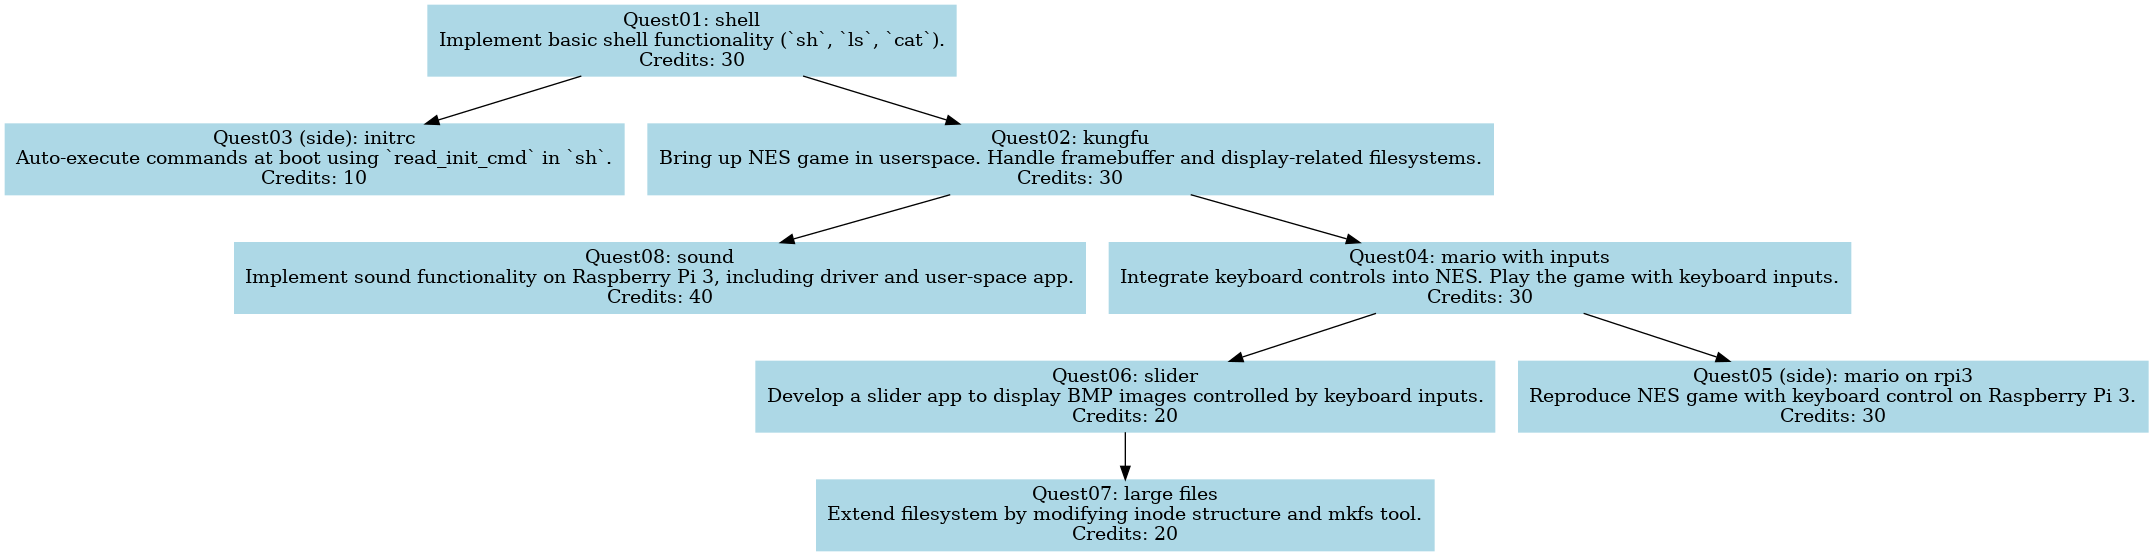 Quest01: shell
Implement basic shell functionality (`sh`, `ls`, `cat`).
Credits: 30
Quest03 (side): initrc
Auto-execute commands at boot using `read_init_cmd` in `sh`.
Credits: 10
Quest02: kungfu
Bring up NES game in userspace. Handle framebuffer and display-related filesystems.
Credits: 30
Quest08: sound
Implement sound functionality on Raspberry Pi 3, including driver and user-space app.
Credits: 40
Quest04: mario with inputs
Integrate keyboard controls into NES. Play the game with keyboard inputs.
Credits: 30
Quest06: slider
Develop a slider app to display BMP images controlled by keyboard inputs.
Credits: 20
Quest05 (side): mario on rpi3
Reproduce NES game with keyboard control on Raspberry Pi 3.
Credits: 30
Quest07: large files
Extend filesystem by modifying inode structure and mkfs tool.
Credits: 20